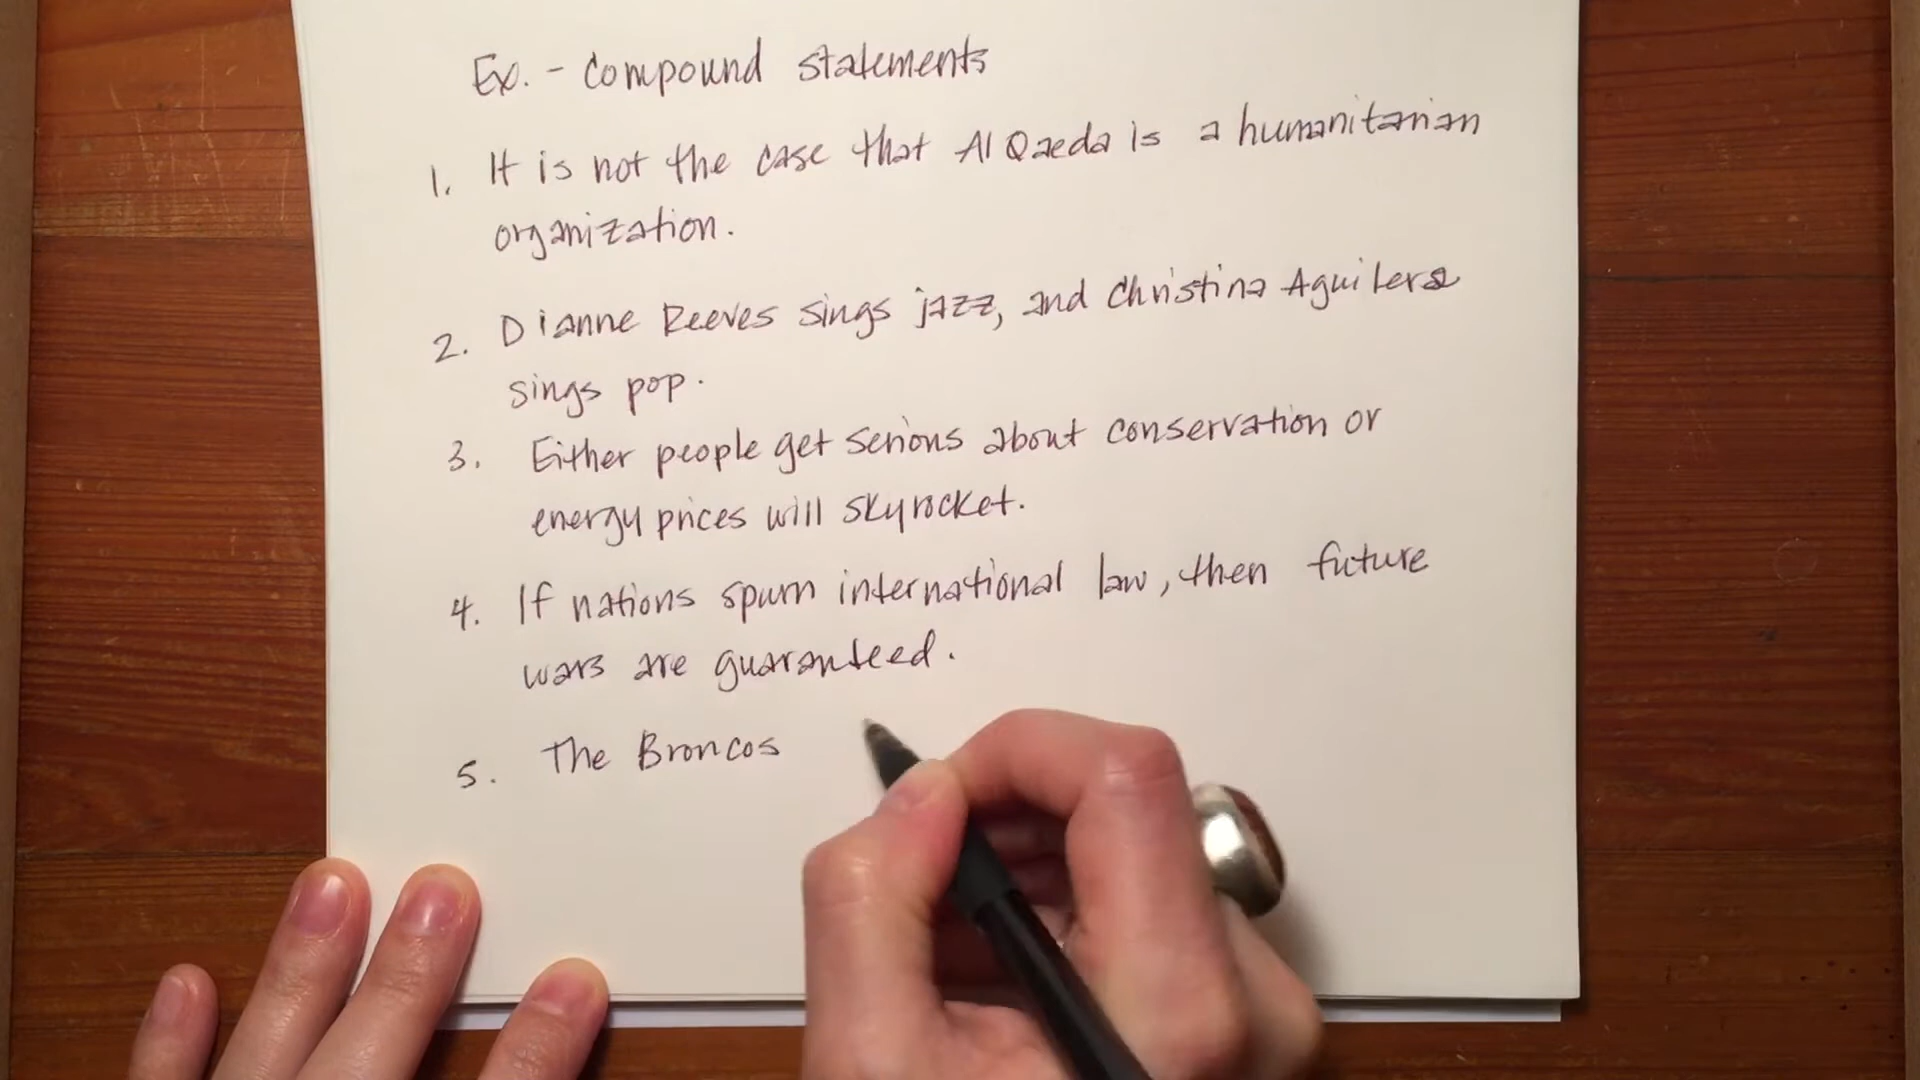 Ex. - Compound statements
1. It is not the case that Al Qaeda is a humanitarian
organization.
2. Dianne Reeves sings jazz, and Christina Aguilera
sings pop.
3. Either people get serious about conservation or
energy prices will skyrocket.
4. If nations spurn international law, then future
wars are guaranteed.
5. The Broncos